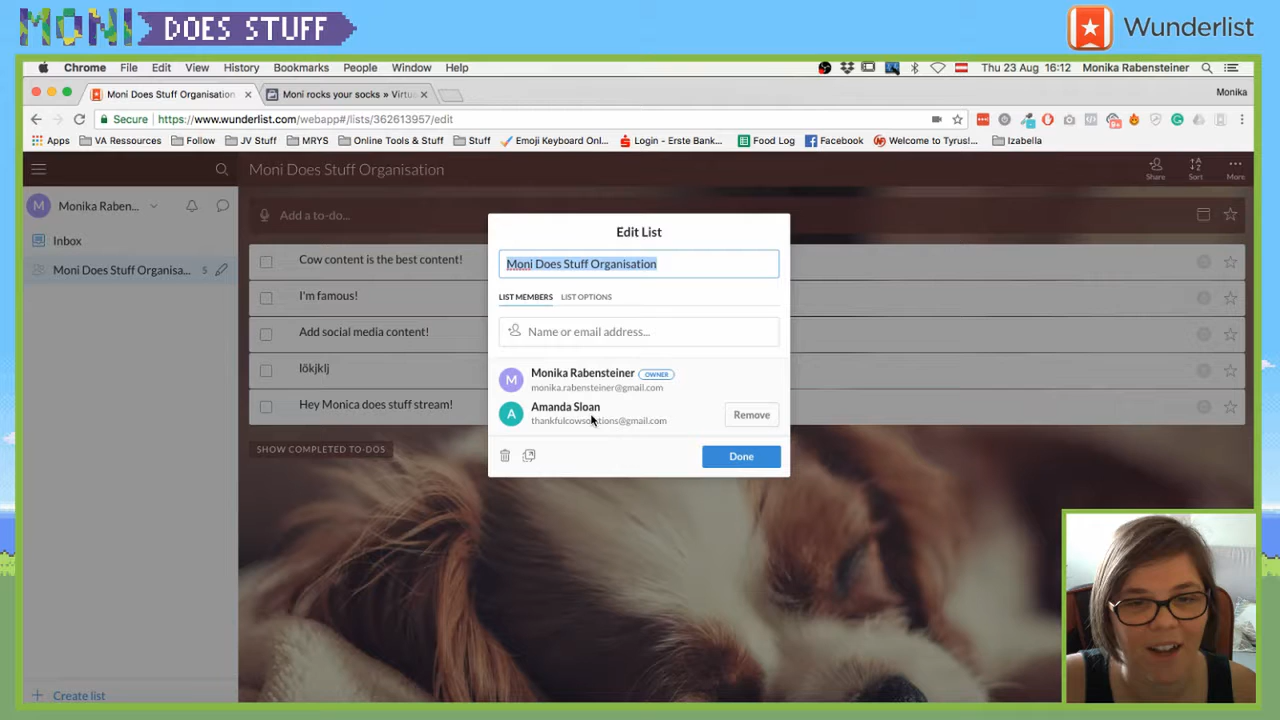 MONI DOES STUFF
Wunderlist
Chrome File Edit View History Bookmarks People Window Help
Thu 23 Aug 16:12 Monika Rabensteiner
Moni Does Stuff Organisation
Moni rocks your socks » Virtu
Monika
Secure https://www.wunderlist.com/webapp#/lists/362613957/edit
Apps VA Ressources Follow JV Stuff MRYS Online Tools & Stuff Stuff Emoji Keyboard Onl... Login - Erste Bank... Food Log Facebook Welcome to Tyrus!... Izabella
Moni Does Stuff Organisation
Share Sort More
Monika Raben...
Add a to-do...
Inbox
Moni Does Stuff Organisa... 5
Cow content is the best content!
I'm famous!
Add social media content!
lökjklj
Hey Monica does stuff stream!
SHOW COMPLETED TO-DOS
Edit List
Moni Does Stuff Organisation
LIST MEMBERS LIST OPTIONS
Name or email address...
M
Monika Rabensteiner OWNER
monika.rabensteiner@gmail.com
A
Amanda Sloan
Remove
Done
Create list